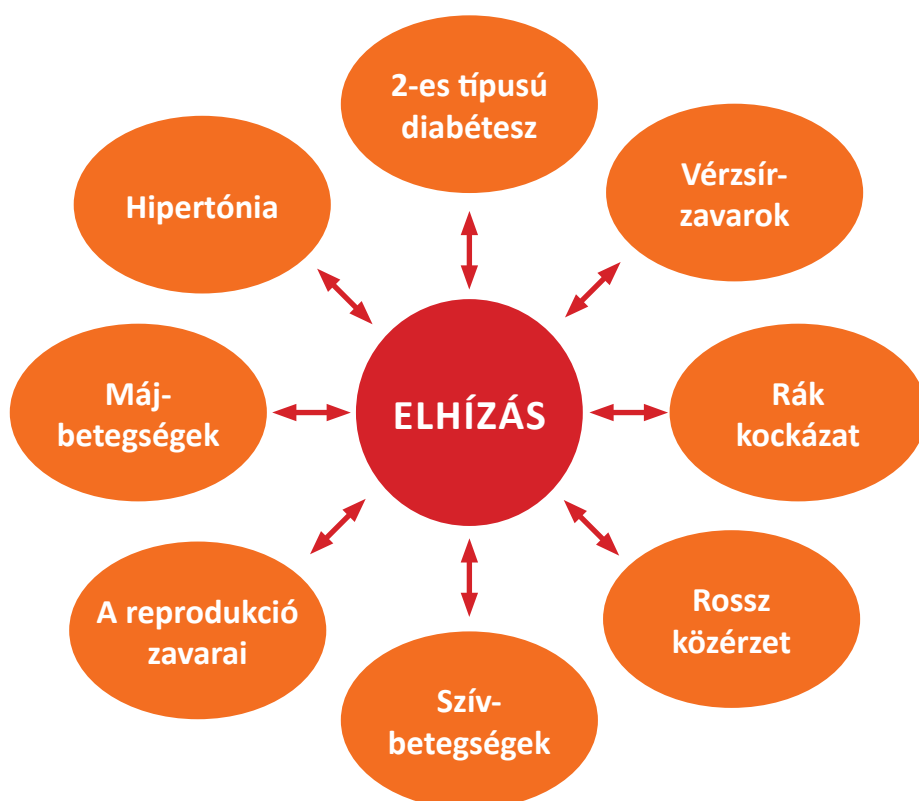 2-es típusú
diabétesz
Vérzsír-
zavarok
Hipertónia
Máj-
betegségek
ELHÍZÁS
Rák
kockázat
A reprodukció
zavarai
Rossz
közérzet
Szív-
betegségek